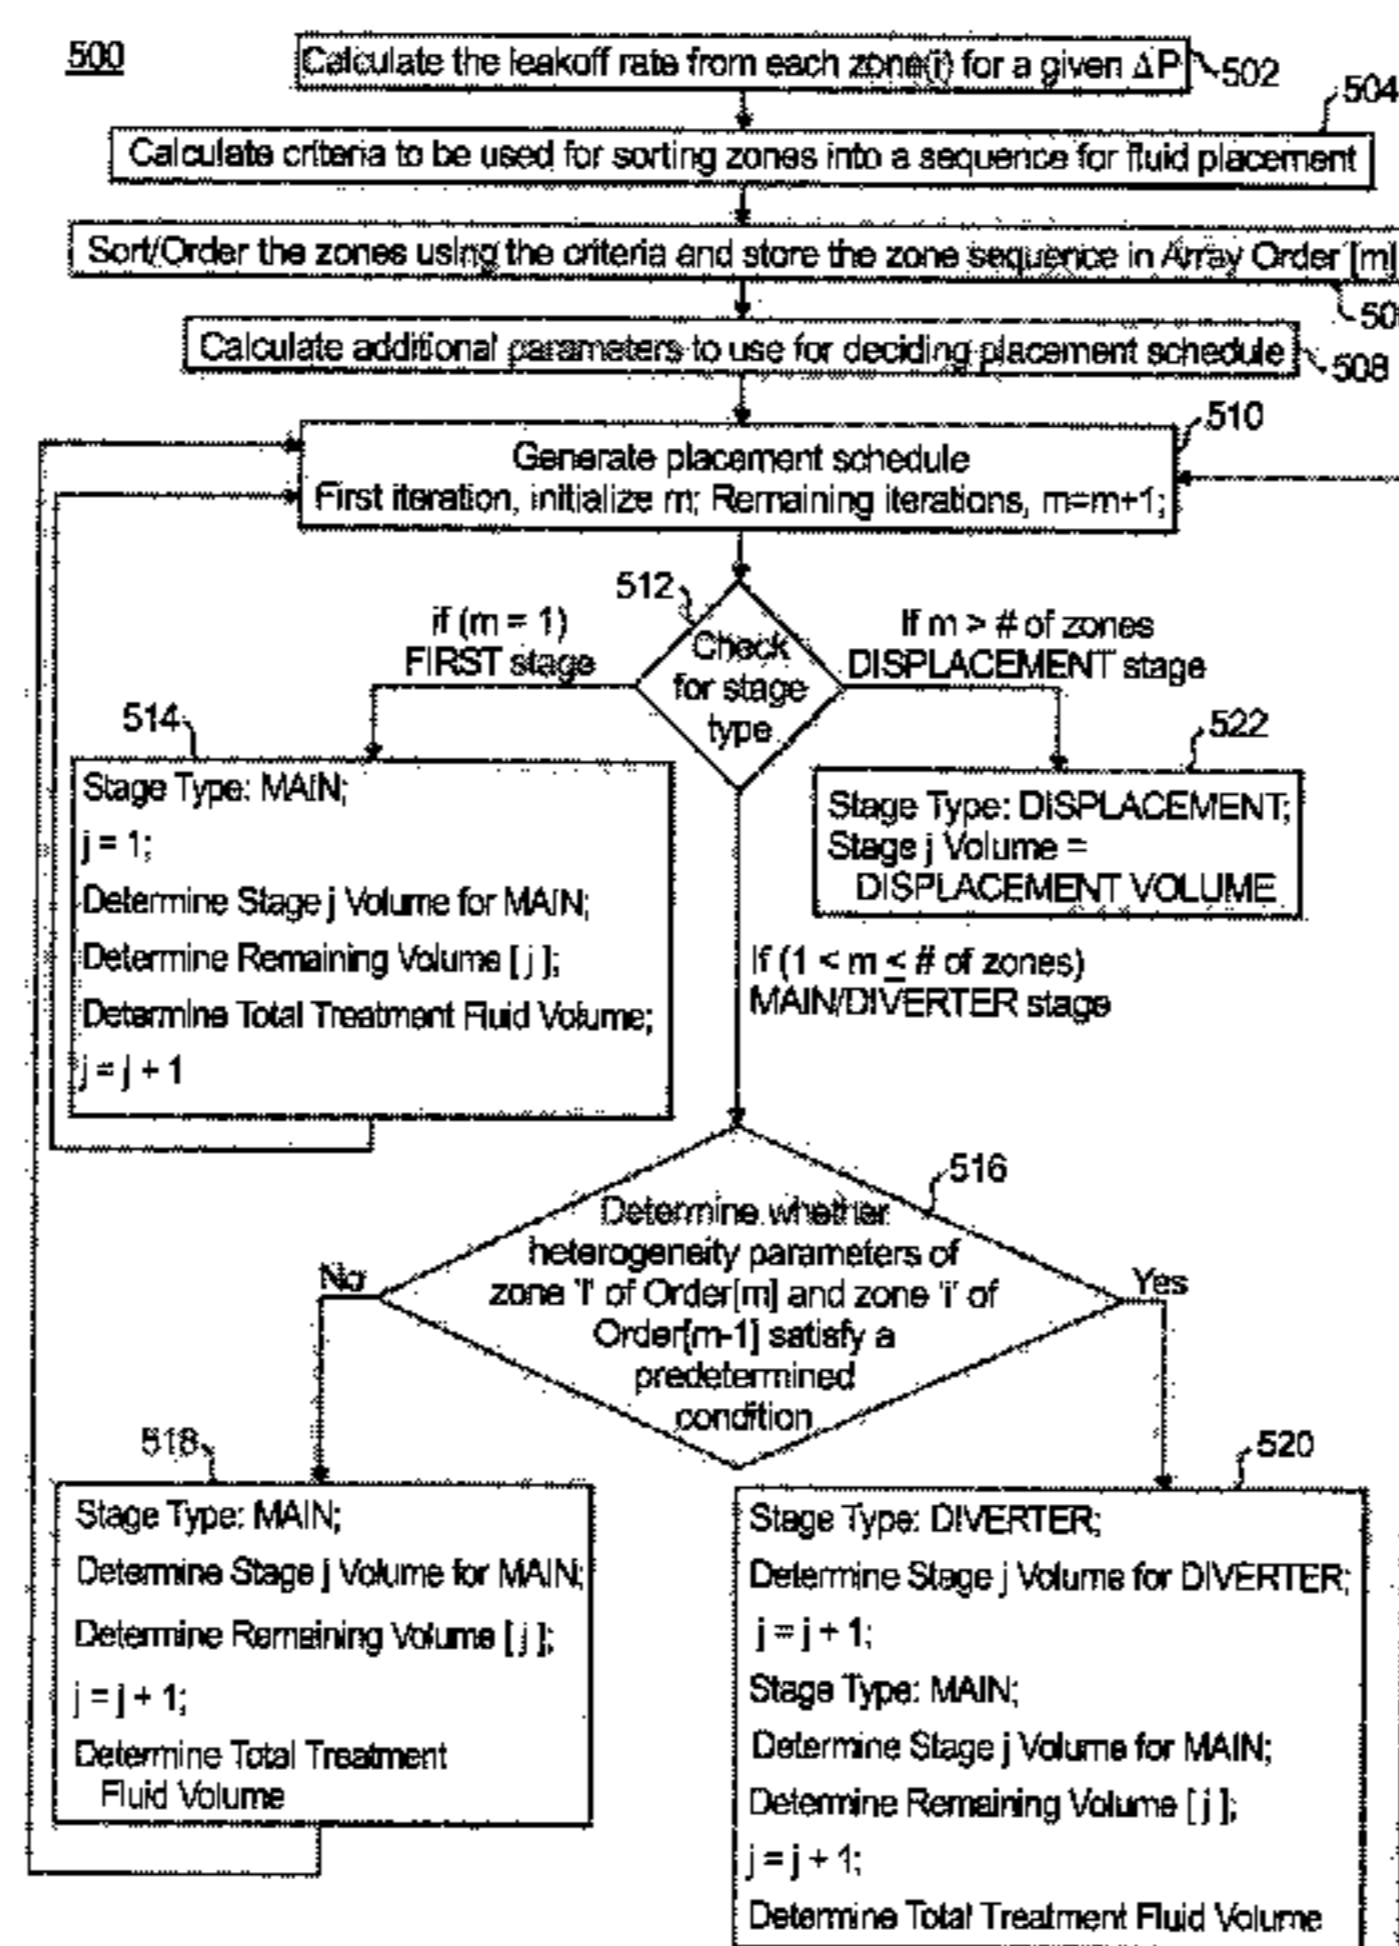 500
Calculate the leakoff rate from each zone(i) for a given ΔP
502
504
Calculate criteria to be used for sorting zones into a sequence for fluid placement
Sort/Order the zones using the criteria and store the zone sequence in Array Order [m]
50
Calculate additional parameters to use for deciding placement schedule
508
510
Generate placement schedule
First iteration, initialize m; Remaining iterations, m=m+1;
512
if (m = 1)
FIRST stage
Check
for stage
type
If m > # of zones
DISPLACEMENT stage
514
Stage Type: MAIN;
j = 1;
Determine Stage j Volume for MAIN;
Determine Remaining Volume [ j ];
Determine Total Treatment Fluid Volume;
j = j + 1
522
Stage Type: DISPLACEMENT;
Stage j Volume =
DISPLACEMENT VOLUME
If (1 < m ≤ # of zones)
MAIN/DIVERTER stage
516
Determine whether
heterogeneity parameters of
zone 'i' of Order[m] and zone 'i' of
Order[m-1] satisfy a
predetermined
condition
No
Yes
518
Stage Type: MAIN;
Determine Stage j Volume for MAIN;
Determine Remaining Volume [ j ];
j = j + 1;
Determine Total Treatment
Fluid Volume
520
Stage Type: DIVERTER;
Determine Stage j Volume for DIVERTER;
j = j + 1;
Stage Type: MAIN;
Determine Stage j Volume for MAIN;
Determine Remaining Volume [ j ];
j = j + 1;
Determine Total Treatment Fluid Volume